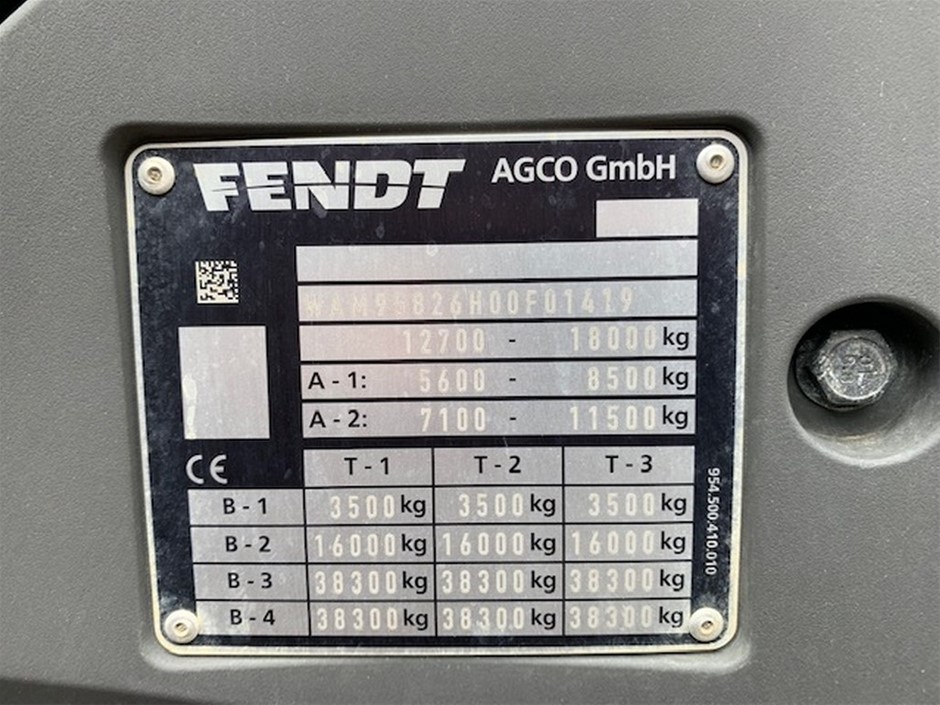 FENDT AGCO GmbH
WAM95826H00F01419
12700 - 18000 kg
A - 1: 5600 - 8500 kg
A - 2: 7100 - 11500 kg
CE T - 1 T - 2 T - 3
B - 1 3500 kg 3500 kg 3500 kg
B - 2 16000 kg 16000 kg 16000 kg
B - 3 38300 kg 38300 kg 38300 kg
B - 4 38300 kg 38300 kg 38300 kg
954.500.410.010